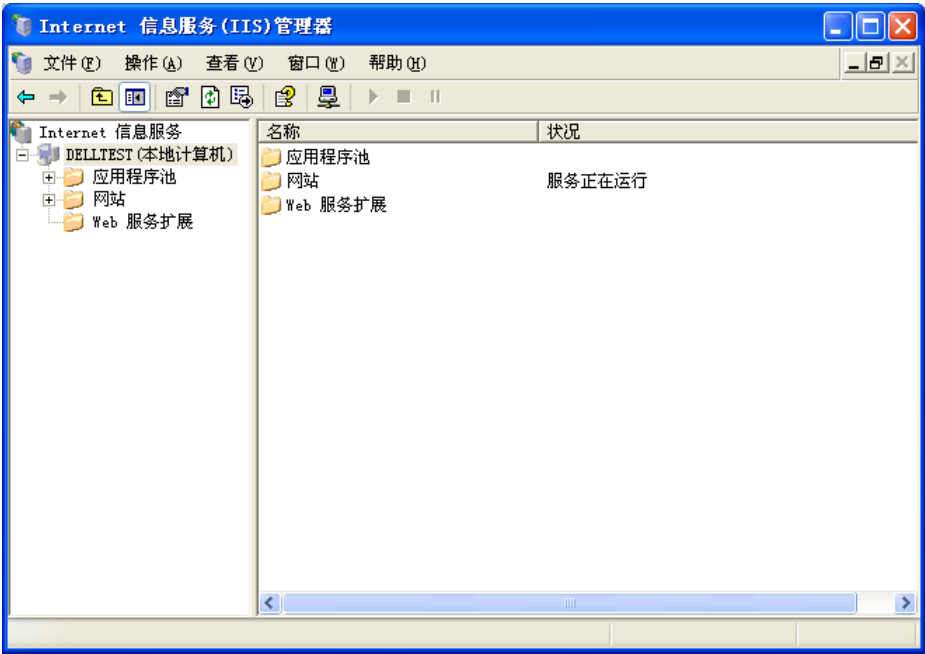 Internet 信息服务(IIS)管理器
文件(F) 操作(A) 查看(V) 窗口(W) 帮助(H)
Internet 信息服务
DELLTEST(本地计算机)
应用程序池
网站
Web 服务扩展
名称 状况
应用程序池
网站 服务正在运行
Web 服务扩展